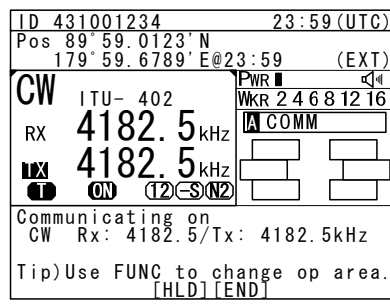 ID 431001234 23:59(UTC)
Pos 89°59.0123'N
179°59.6789'E@23:59 (EXT)
CW ITU- 402
PWR
WKR 2 4 6 8 12 16
A COMM
RX 4182.5kHz
TX 4182.5kHz
T ON 12 -S N2
Communicating on
CW Rx: 4182.5/Tx: 4182.5kHz
Tip)Use FUNC to change op area.
[HLD][END]